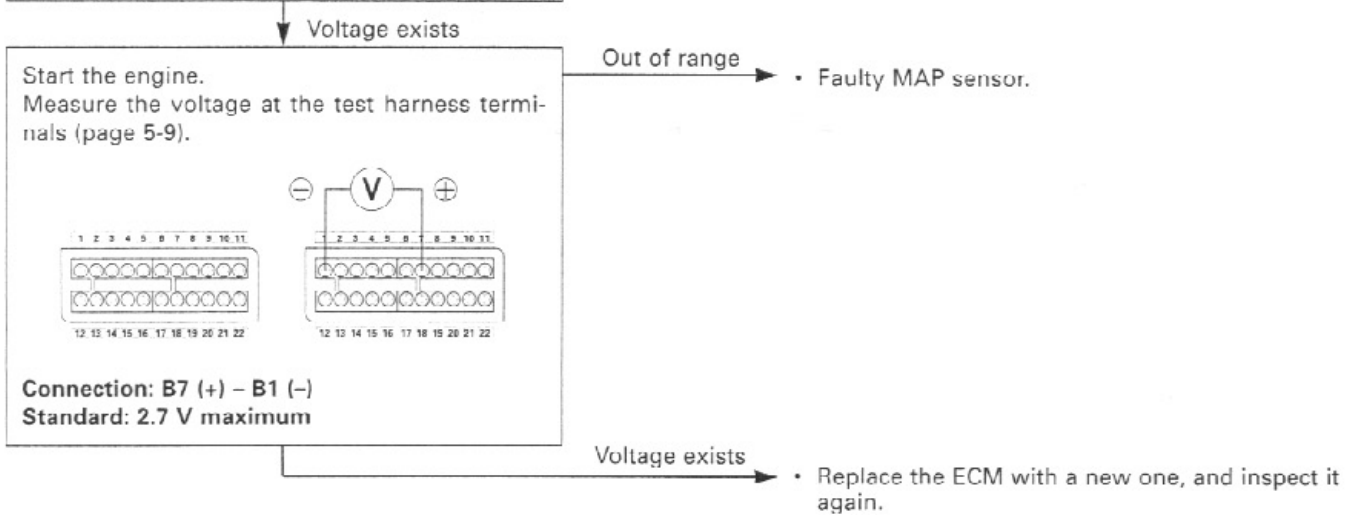 Voltage exists
Start the engine.
Measure the voltage at the test harness termi-
nals (page 5-9).
Out of range
• Faulty MAP sensor.
⊖ V ⊕
1 2 3 4 5 6 7 8 9 10 11
1 2 3 4 5 6 7 8 9 10 11
12 13 14 15 16 17 18 19 20 21 22
12 13 14 15 16 17 18 19 20 21 22
Connection: B7 (+) – B1 (–)
Standard: 2.7 V maximum
Voltage exists
• Replace the ECM with a new one, and inspect it
again.